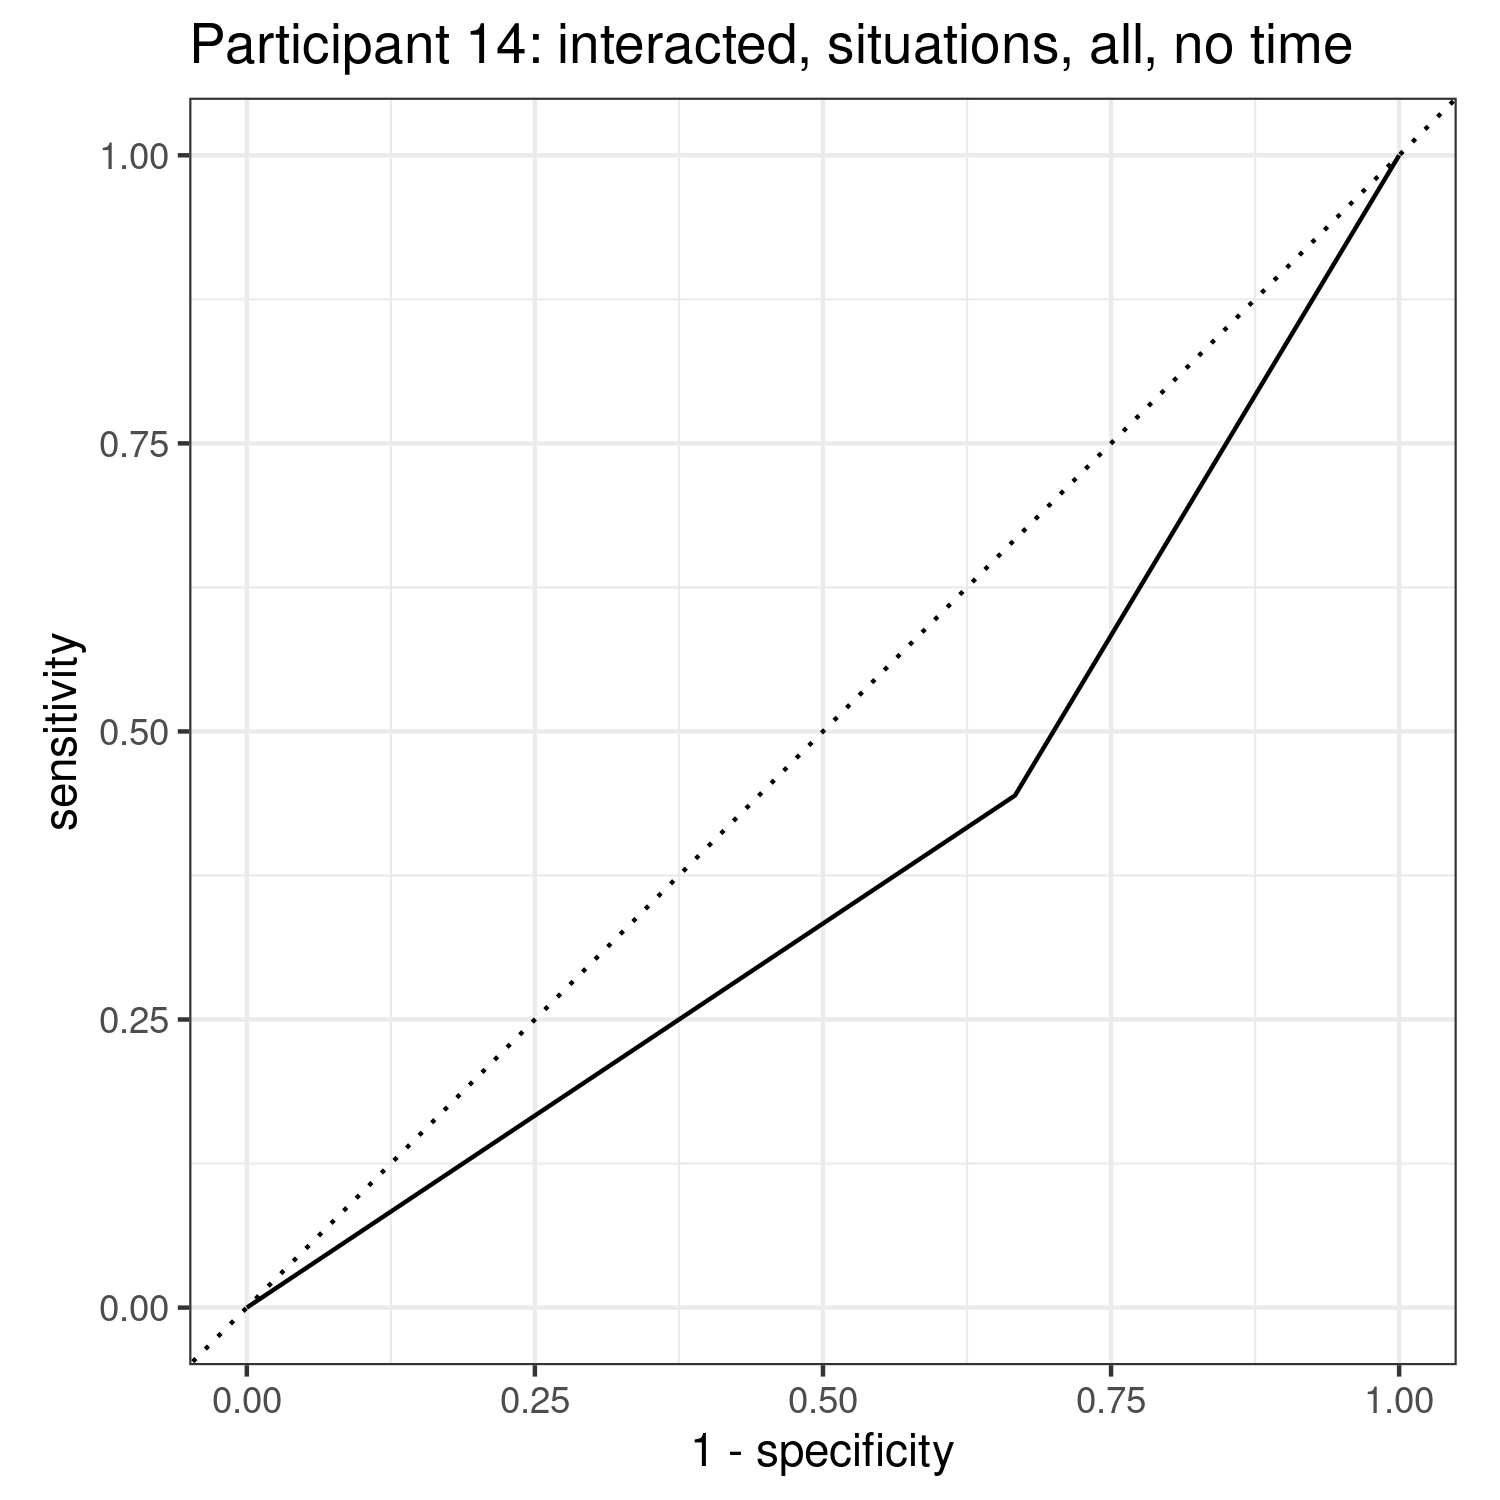 Participant 14: interacted, situations, all, no time
1.00
0.75
0.50
0.25
0.00
sensitivity
0.00 0.25 0.50 0.75 1.00
1 - specificity